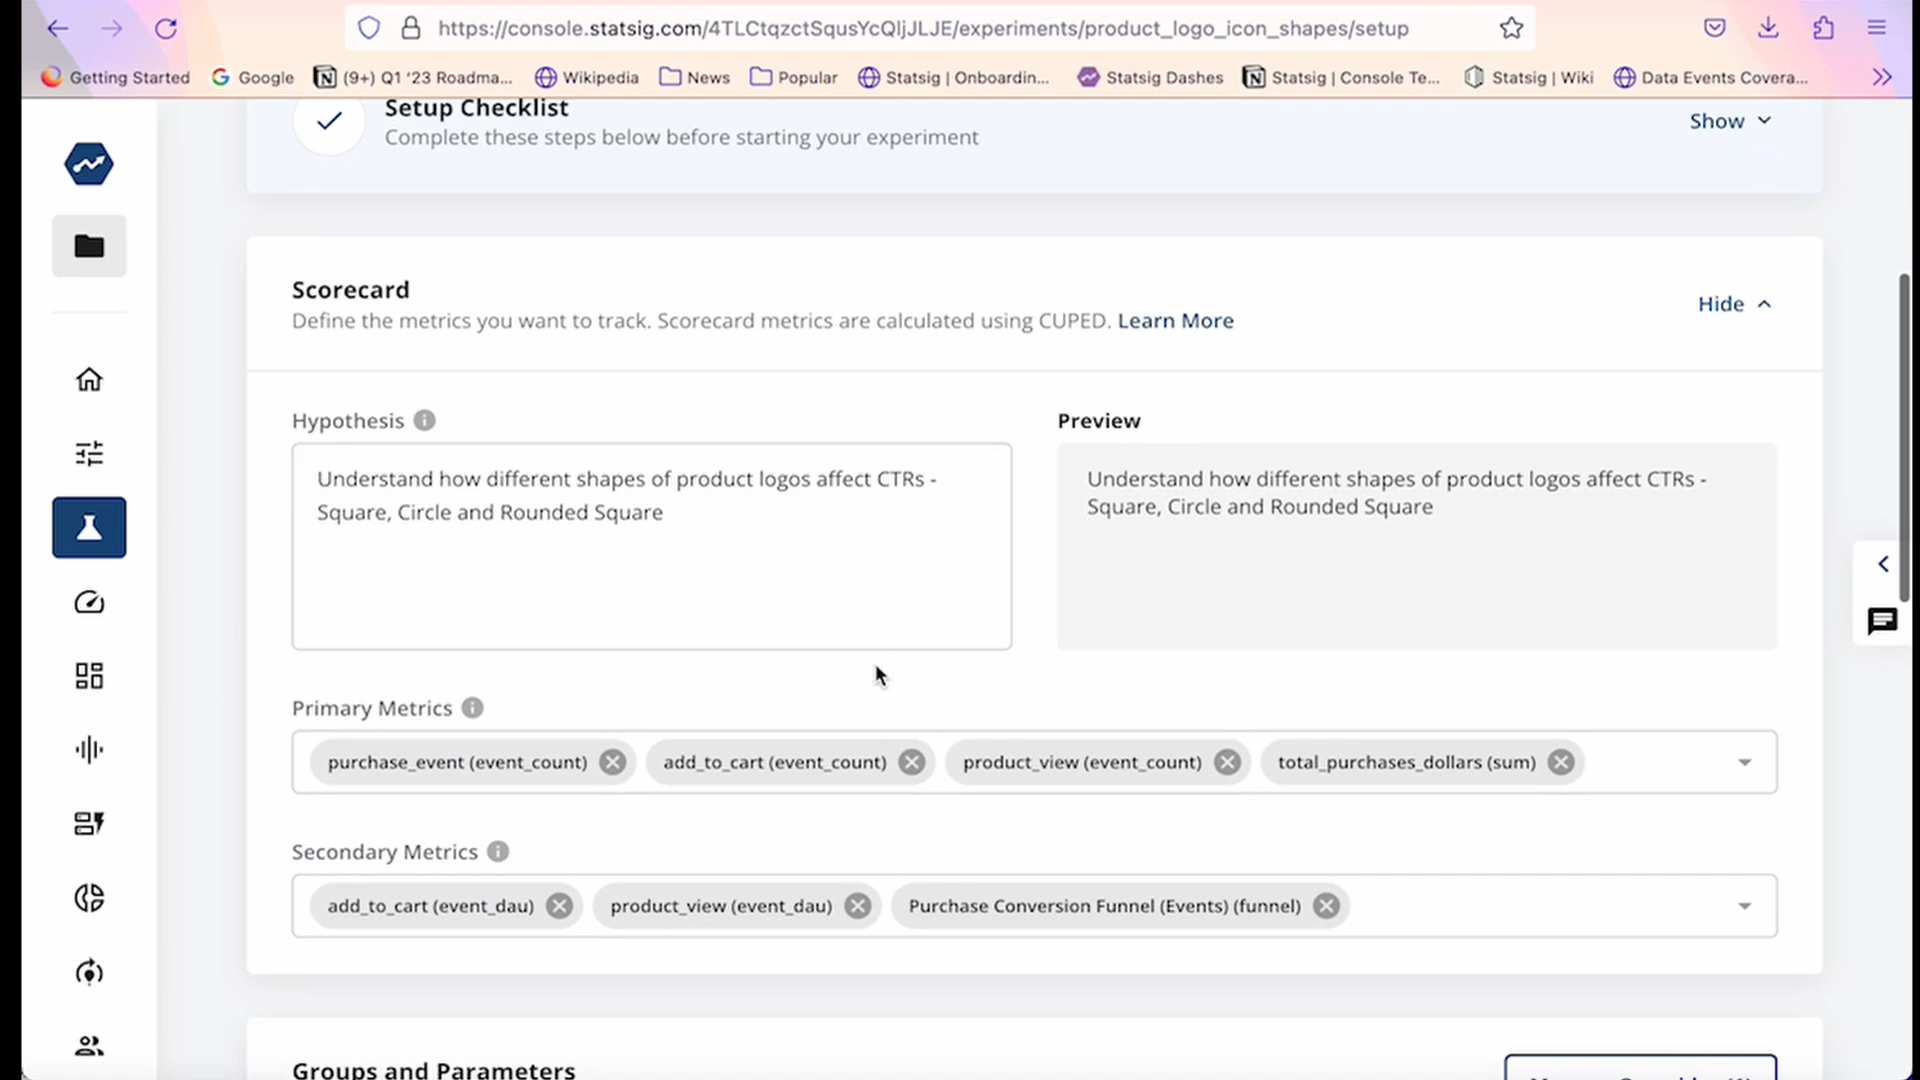 https://console.statsig.com/4TLCtqzctSqusYcQljJLJE/experiments/product_logo_icon_shapes/setup
Getting Started Google (9+) Q1 '23 Roadma... Wikipedia News Popular Statsig | Onboardin... Statsig Dashes Statsig | Console Te... Statsig | Wiki Data Events Covera...
Setup Checklist
Complete these steps below before starting your experiment
Show
Scorecard
Define the metrics you want to track. Scorecard metrics are calculated using CUPED. Learn More
Hide
Hypothesis
Understand how different shapes of product logos affect CTRs -
Square, Circle and Rounded Square
Preview
Understand how different shapes of product logos affect CTRs -
Square, Circle and Rounded Square
Primary Metrics
purchase_event (event_count) add_to_cart (event_count) product_view (event_count) total_purchases_dollars (sum)
Secondary Metrics
add_to_cart (event_dau) product_view (event_dau) Purchase Conversion Funnel (Events) (funnel)
Groups and Parameters